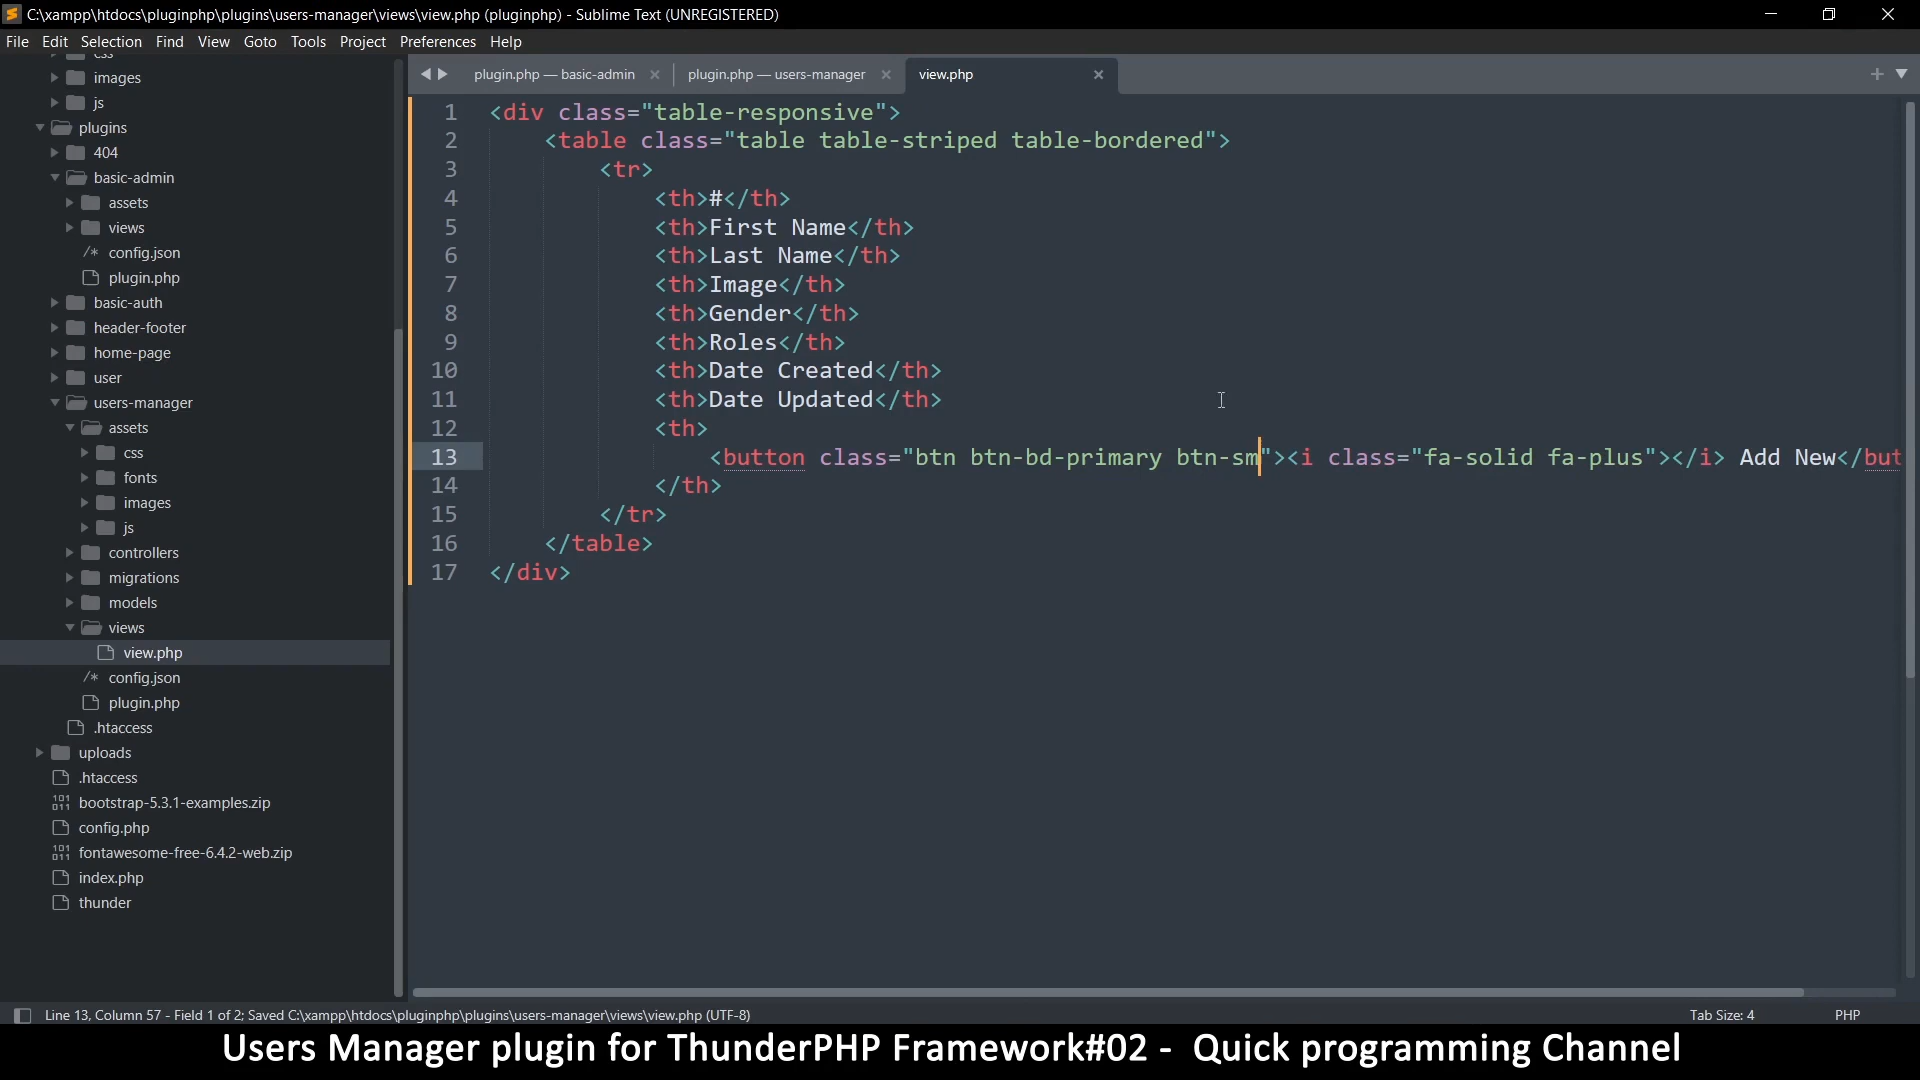 C:\xampp\htdocs\pluginphp\plugins\users-manager\views\view.php (pluginphp) - Sublime Text (UNREGISTERED)
File Edit Selection Find View Goto Tools Project Preferences Help
css
images
js
plugins
404
basic-admin
assets
views
/* config.json
plugin.php
basic-auth
header-footer
home-page
user
users-manager
assets
css
fonts
images
js
controllers
migrations
models
views
view.php
/* config.json
plugin.php
.htaccess
uploads
.htaccess
bootstrap-5.3.1-examples.zip
config.php
fontawesome-free-6.4.2-web.zip
index.php
thunder
plugin.php — basic-admin plugin.php — users-manager view.php
1 <div class="table-responsive">
2 <table class="table table-striped table-bordered">
3 <tr>
4 <th>#</th>
5 <th>First Name</th>
6 <th>Last Name</th>
7 <th>Image</th>
8 <th>Gender</th>
9 <th>Roles</th>
10 <th>Date Created</th>
11 <th>Date Updated</th>
12 <th>
13 <button class="btn btn-bd-primary btn-sm"><i class="fa-solid fa-plus"></i> Add New</but
14 </th>
15 </tr>
16 </table>
17 </div>
Line 13, Column 57 - Field 1 of 2; Saved C:\xampp\htdocs\pluginphp\plugins\users-manager\views\view.php (UTF-8) Tab Size: 4 PHP
Users Manager plugin for ThunderPHP Framework#02 - Quick programming Channel